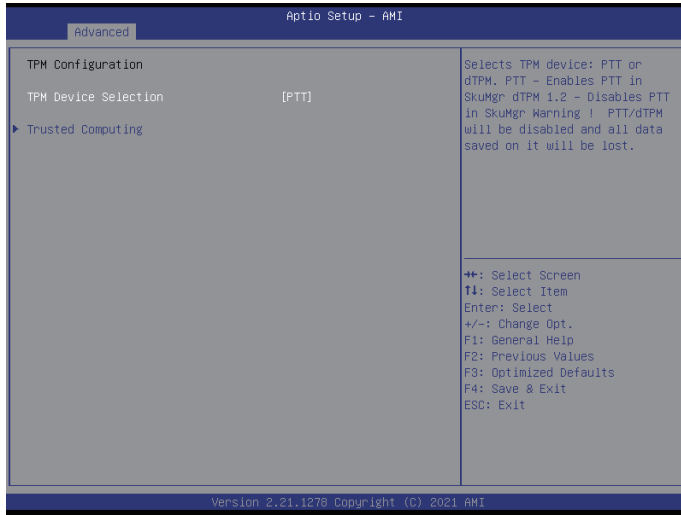 Aptio Setup – AMI
Advanced
TPM Configuration
TPM Device Selection [PTT]
Trusted Computing
Selects TPM device: PTT or
dTPM. PTT – Enables PTT in
SkuMgr dTPM 1.2 – Disables PTT
in SkuMgr Warning ! PTT/dTPM
will be disabled and all data
saved on it will be lost.
→←: Select Screen
↑↓: Select Item
Enter: Select
+/-: Change Opt.
F1: General Help
F2: Previous Values
F3: Optimized Defaults
F4: Save & Exit
ESC: Exit
Version 2.21.1278 Copyright (C) 2021 AMI